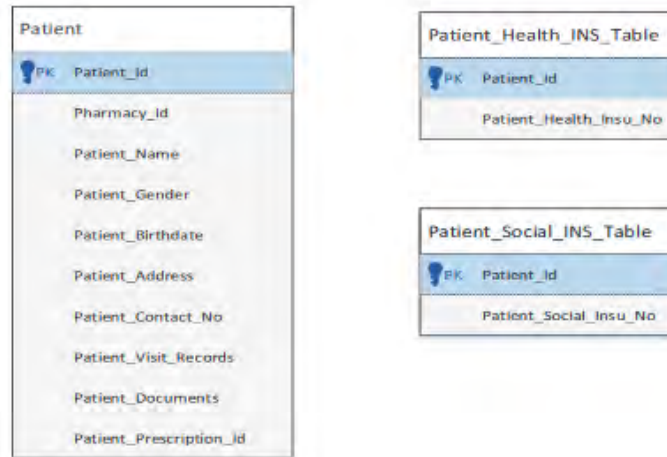 Patient
PK Patient_Id
Pharmacy_Id
Patient_Name
Patient_Gender
Patient_Birthdate
Patient_Address
Patient_Contact_No
Patient_Visit_Records
Patient_Documents
Patient_Prescription_Id
Patient_Health_INS_Table
PK Patient_Id
Patient_Health_Insu_No
Patient_Social_INS_Table
PK Patient_Id
Patient_Social_Insu_No